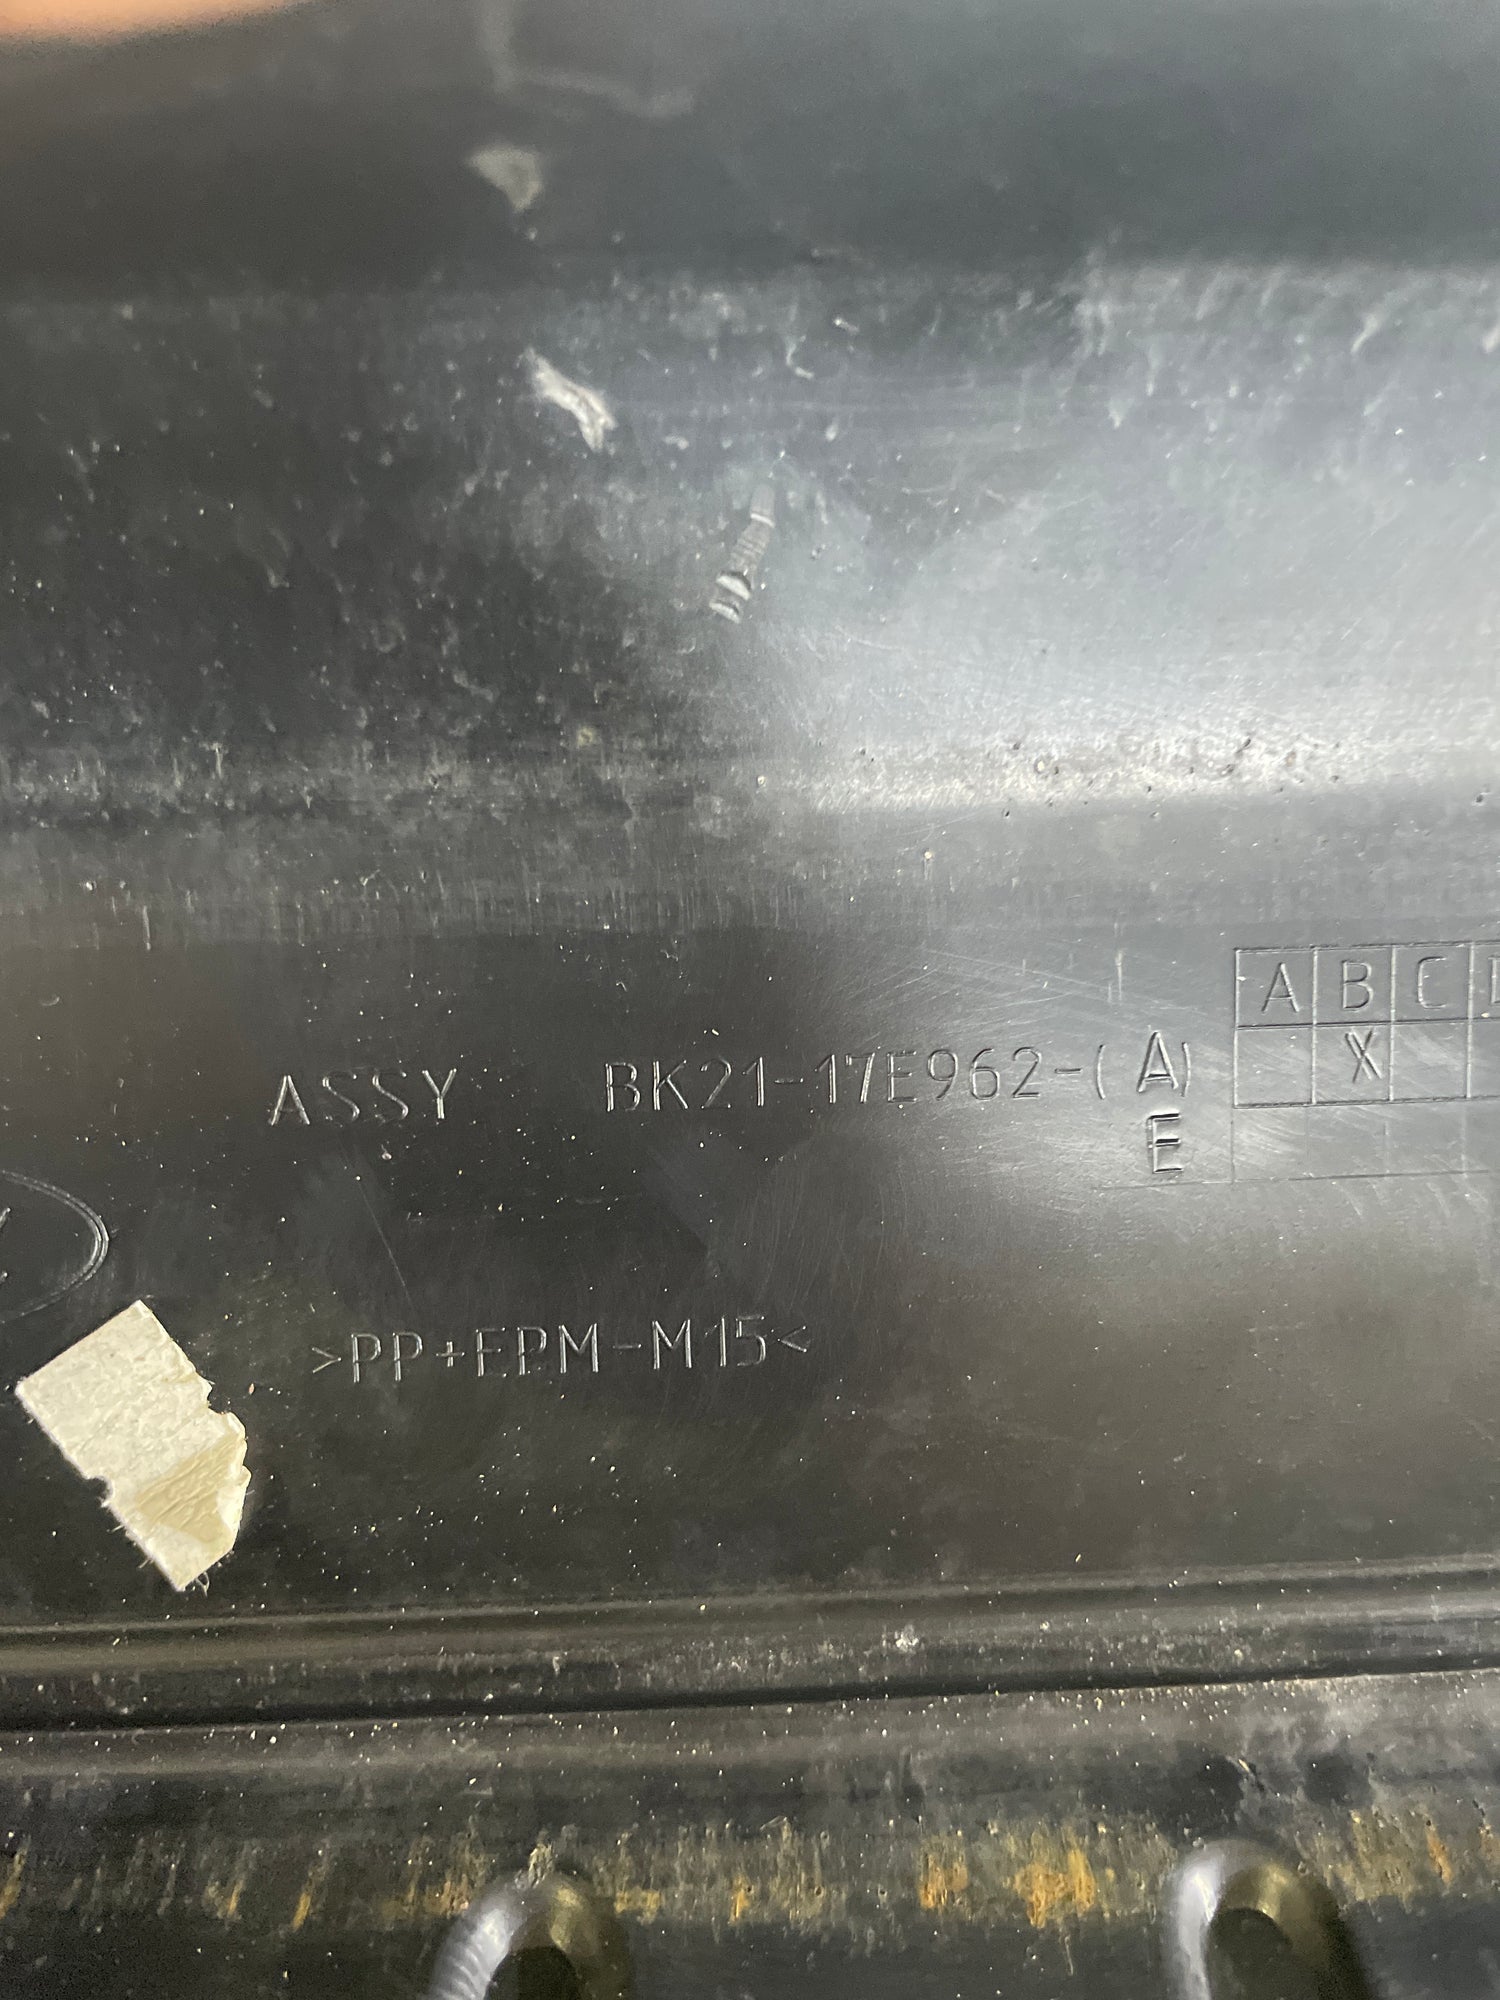 A B C D
ASSY BK21-17E962-(A)
X
E
>PP+EPM-M15<